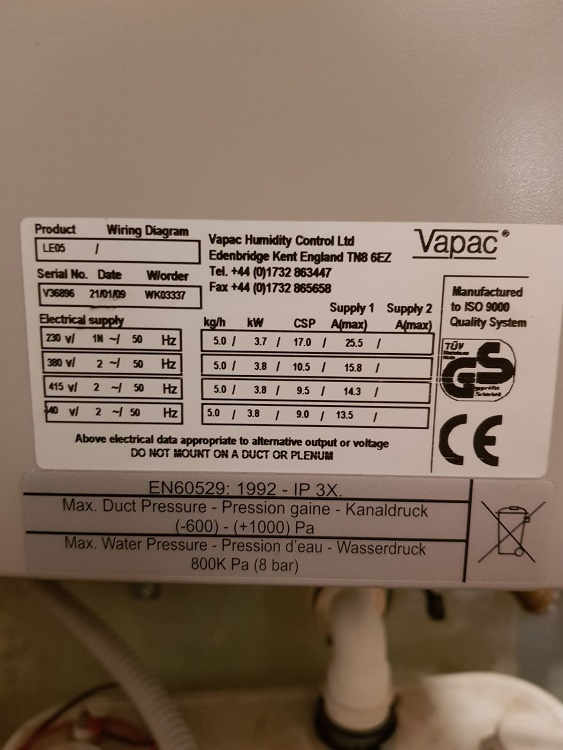 Product Wiring Diagram
LE05 /
Serial No. Date W/order
V36896 21/01/09 WK03337
Vapac Humidity Control Ltd
Edenbridge Kent England TN8 6EZ
Tel. +44 (0)1732 863447
Fax +44 (0)1732 865658
Vapac®
Manufactured
to ISO 9000
Quality System
Electrical supply
Supply 1 Supply 2
kg/h kW CSP A(max) A(max)
230 v/ 1N ~/ 50 Hz 5.0 / 3.7 / 17.0 / 25.5 /
380 v/ 2 ~/ 50 Hz 5.0 / 3.8 / 10.5 / 15.8 /
415 v/ 2 ~/ 50 Hz 5.0 / 3.8 / 9.5 / 14.3 /
40 v/ 2 ~/ 50 Hz 5.0 / 3.8 / 9.0 / 13.5 /
TÜV
GS
geprüfte
Sicherheit
CE
Above electrical data appropriate to alternative output or voltage
DO NOT MOUNT ON A DUCT OR PLENUM
EN60529: 1992 - IP 3X.
Max. Duct Pressure - Pression gaine - Kanaldruck
(-600) - (+1000) Pa
Max. Water Pressure - Pression d'eau - Wasserdruck
800K Pa (8 bar)